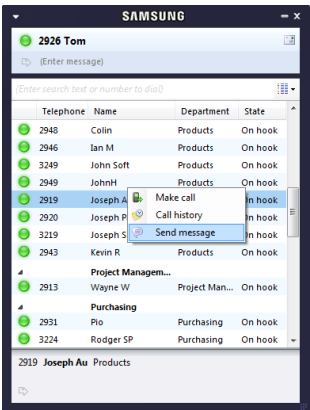 SAMSUNG
2926 Tom
(Enter message)
(Enter search text or number to dial)
Telephone Name Department State
2948 Colin Products On hook
2946 Ian M Products On hook
3249 John Soft Products On hook
2949 JohnH Products On hook
2919 Joseph A n hook
2920 Joseph P n hook
3219 Joseph S n hook
Make call
Call history
Send message
2943 Kevin R Products On hook
Project Managem...
2913 Wayne W Project Man... On hook
Purchasing
2931 Pio Purchasing On hook
3224 Rodger SP Purchasing On hook
2919 Joseph Au Products